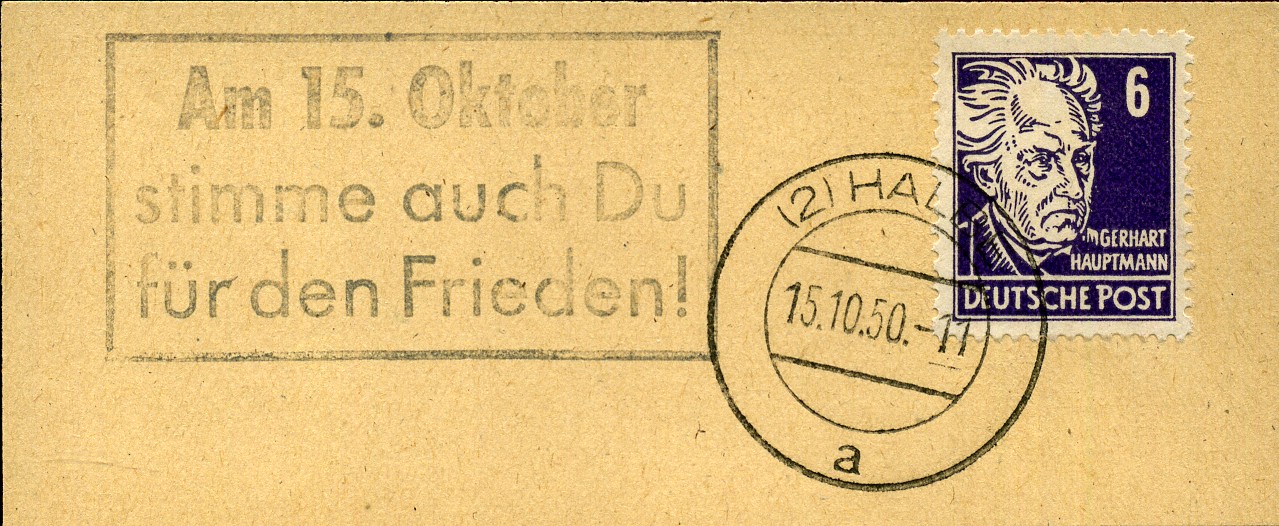 Am 15. Oktober
stimme auch Du
für den Frieden!
6
GERHART
HAUPTMANN
DEUTSCHE POST
(2) HAL
15.10.50.-11
a